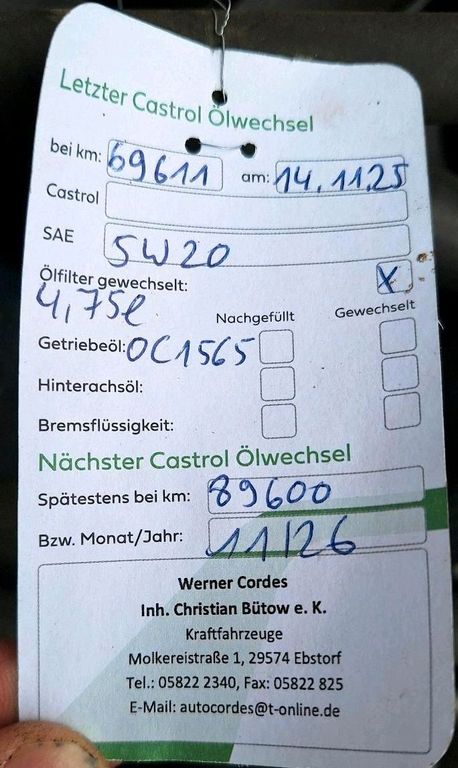 Letzter Castrol Ölwechsel
bei km: 69611 am: 14.11.25
Castrol
SAE 5W20
Ölfilter gewechselt: X
4,75l
Nachgefüllt Gewechselt
Getriebeöl: OC1565
Hinterachsöl:
Bremsflüssigkeit:
Nächster Castrol Ölwechsel
Spätestens bei km: 89600
Bzw. Monat/Jahr: 11/26
Werner Cordes
Inh. Christian Bütow e. K.
Kraftfahrzeuge
Molkereistraße 1, 29574 Ebstorf
Tel.: 05822 2340, Fax: 05822 825
E-Mail: autocordes@t-online.de